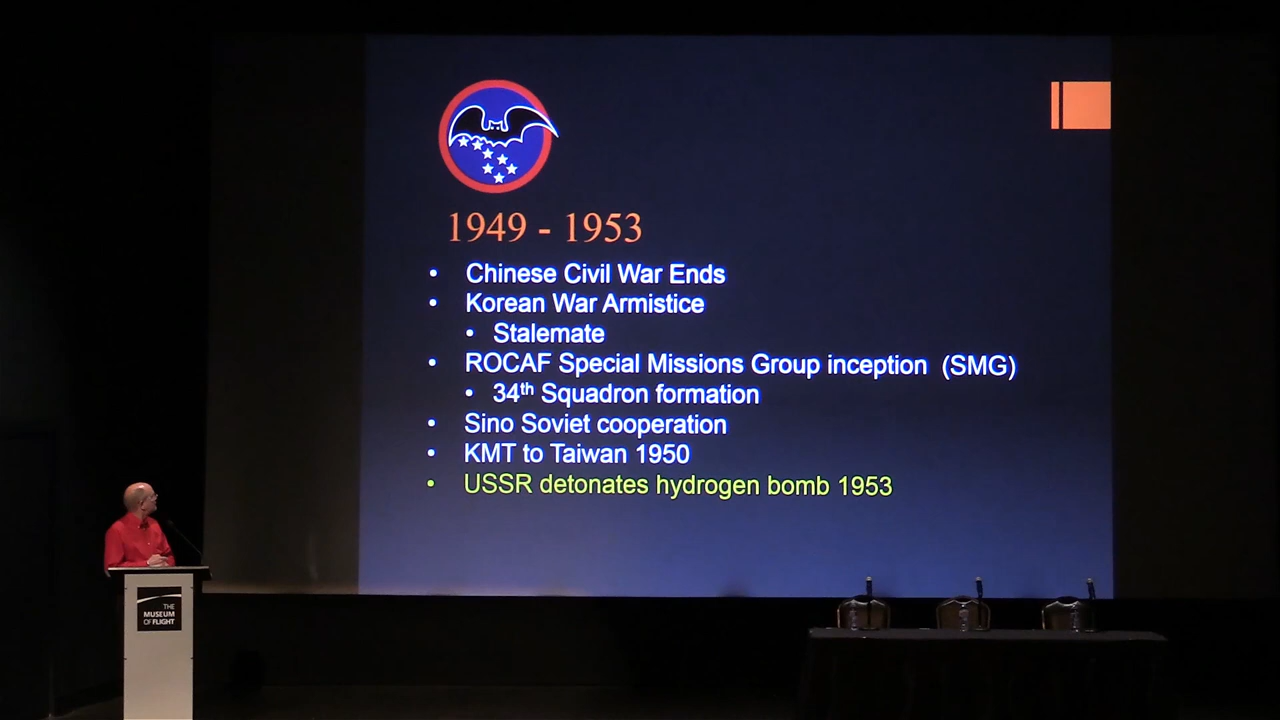 1949 - 1953
• Chinese Civil War Ends
• Korean War Armistice
• Stalemate
• ROCAF Special Missions Group inception (SMG)
• 34th Squadron formation
• Sino Soviet cooperation
• KMT to Taiwan 1950
• USSR detonates hydrogen bomb 1953
THE
MUSEUM
OF FLIGHT